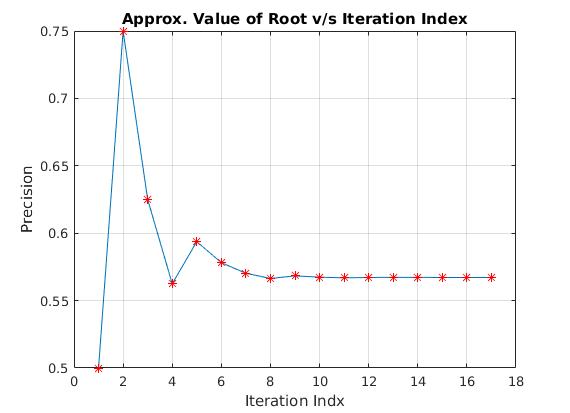 Approx. Value of Root v/s Iteration Index
0.75
0.7
0.65
0.6
0.55
0.5
Precision
0 2 4 6 8 10 12 14 16 18
Iteration Indx